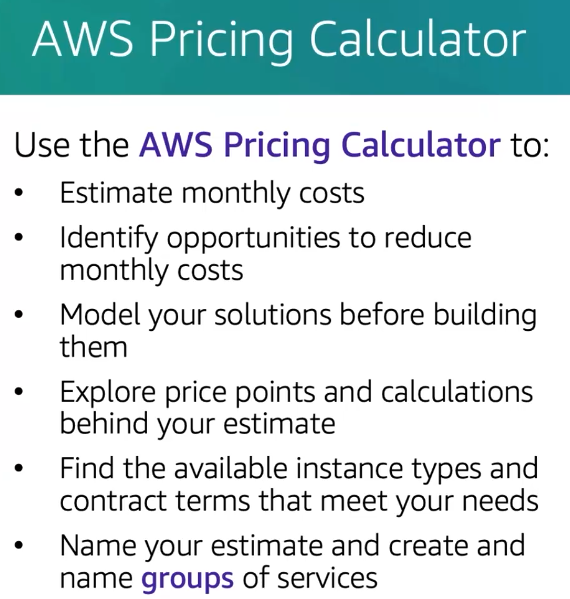 AWS Pricing Calculator
Use the AWS Pricing Calculator to:
• Estimate monthly costs
• Identify opportunities to reduce
monthly costs
• Model your solutions before building
them
• Explore price points and calculations
behind your estimate
• Find the available instance types and
contract terms that meet your needs
• Name your estimate and create and
name groups of services